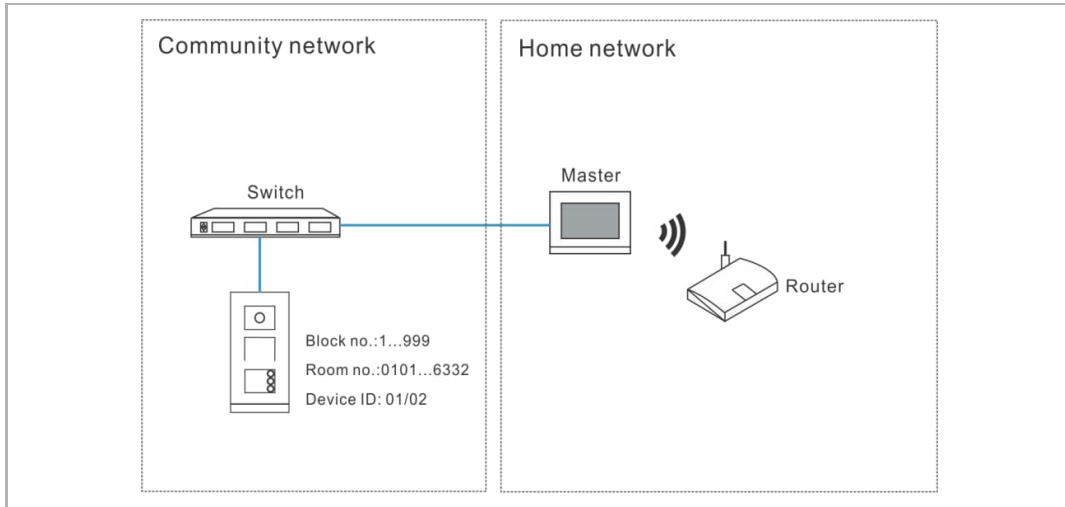 Community network
Home network
Switch
Master
Router
Block no.:1...999
Room no.:0101...6332
Device ID: 01/02